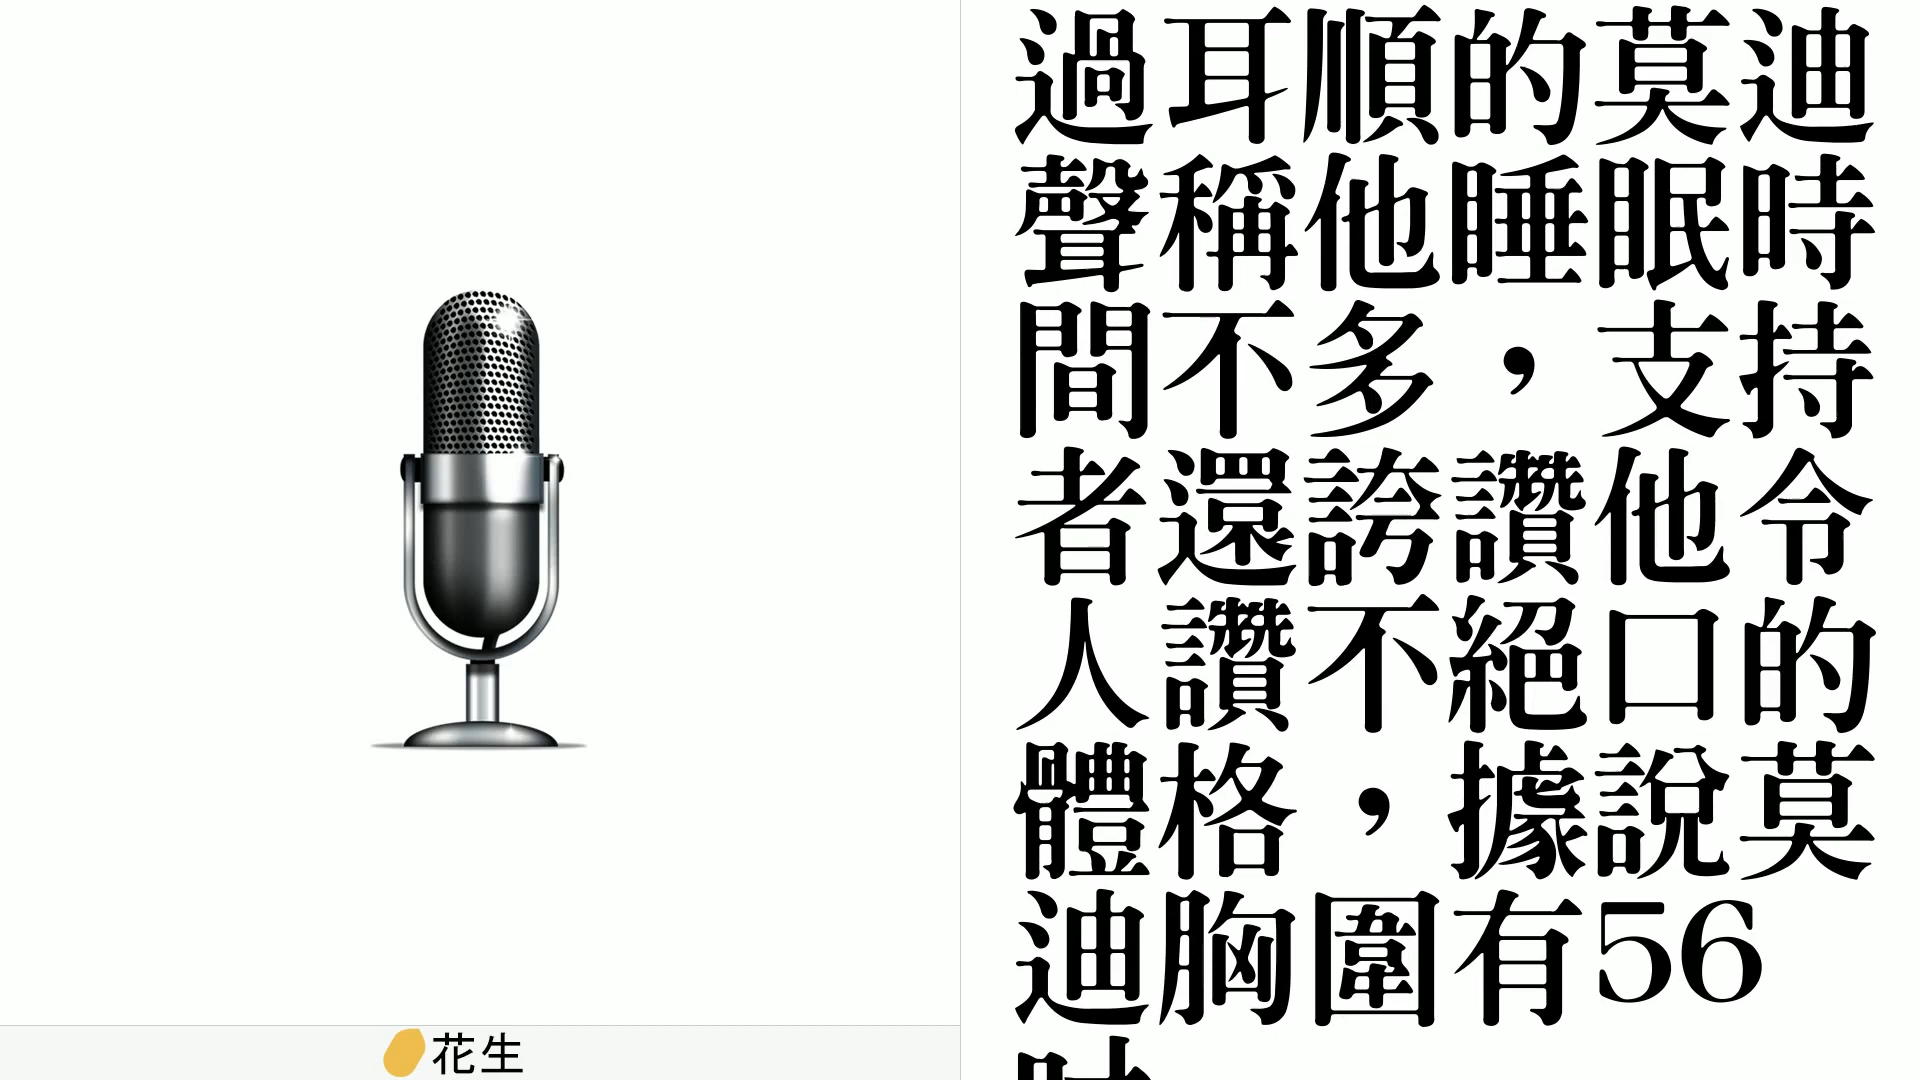 過耳順的莫迪
聲稱他睡眠時
間不多，支持
者還誇讚他令
人讚不絕口的
體格，據說莫
迪胸圍有56
花生